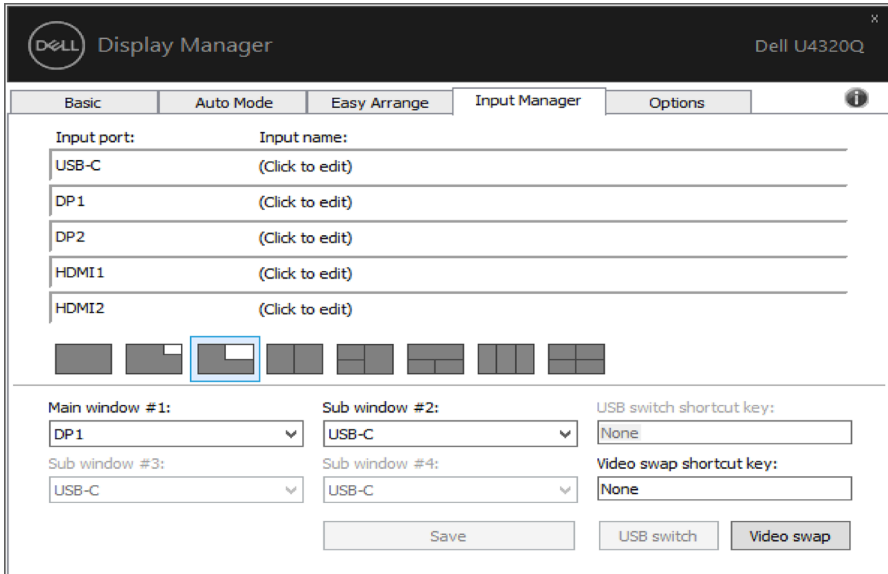 DELL Display Manager
x
Dell U4320Q
Basic Auto Mode Easy Arrange Input Manager Options i
Input port: Input name:
USB-C (Click to edit)
DP1 (Click to edit)
DP2 (Click to edit)
HDMI1 (Click to edit)
HDMI2 (Click to edit)
Main window #1: Sub window #2: USB switch shortcut key:
DP1 USB-C None
Sub window #3: Sub window #4: Video swap shortcut key:
USB-C USB-C None
Save USB switch Video swap